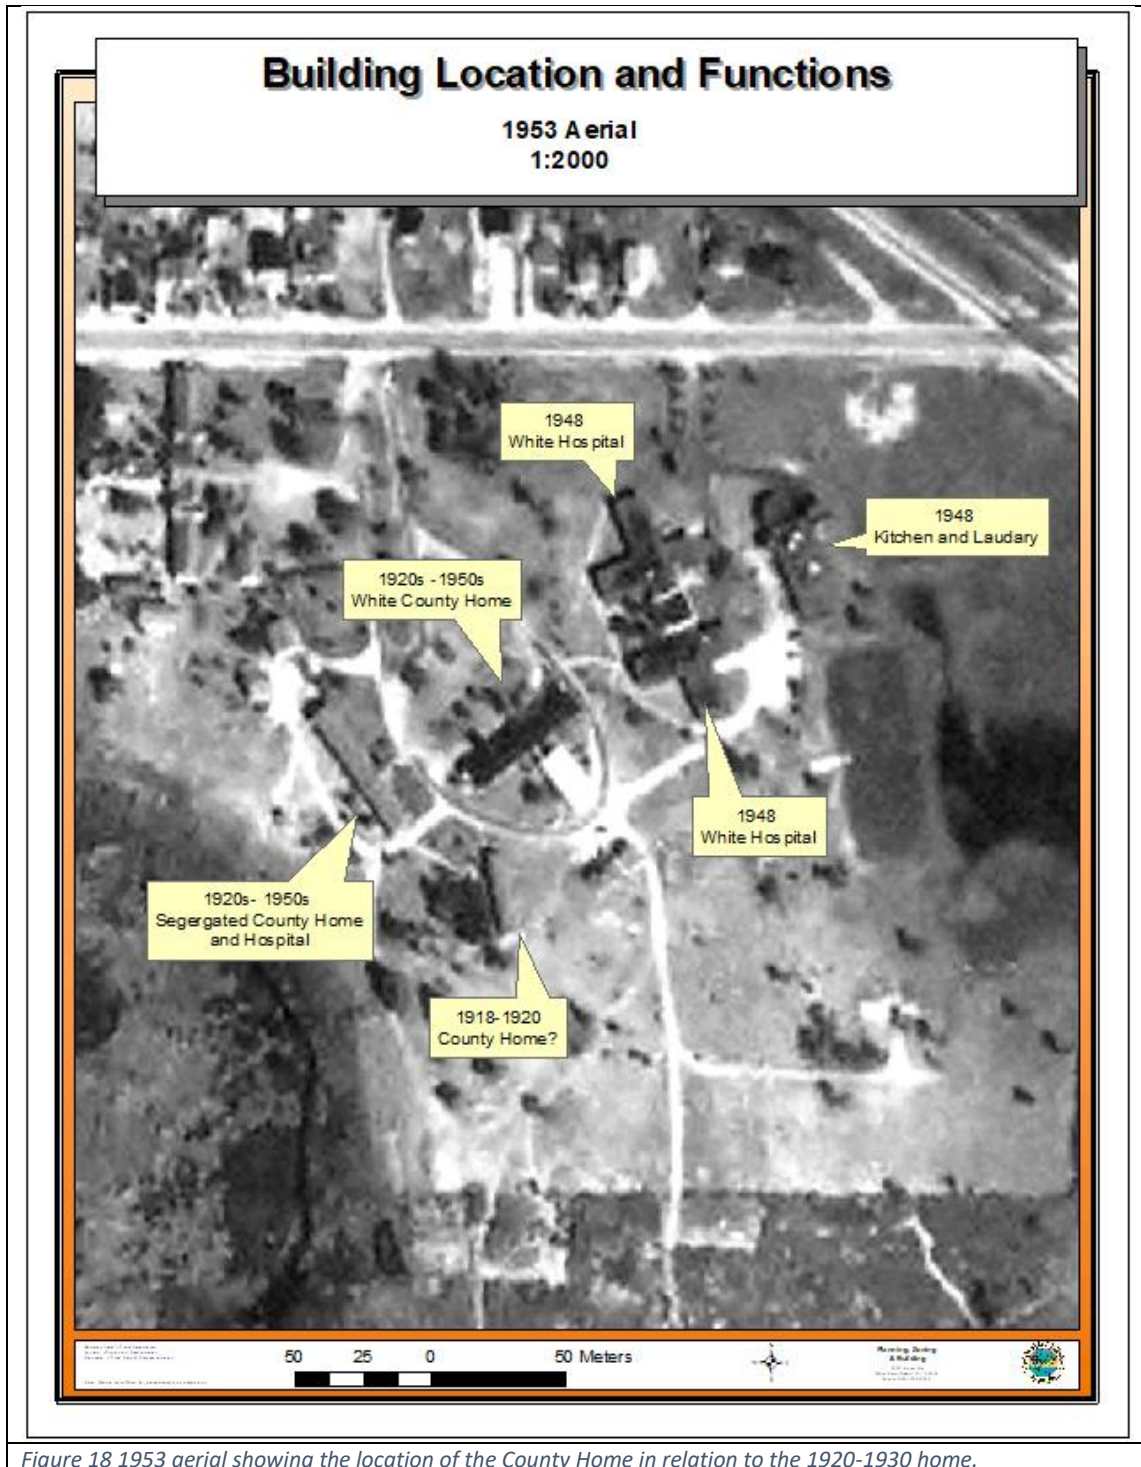 Building Location and Functions
1953 Aerial
1:2000
1948
White Hospital
1948
Kitchen and Laudary
1920s -1950s
White County Home
1948
White Hospital
1920s- 1950s
Segergated County Home
and Hospital
1918-1920
County Home?
50 25 0 50 Meters
Planning, Zoning
& Building
Figure 18 1953 aerial showing the location of the County Home in relation to the 1920-1930 home.